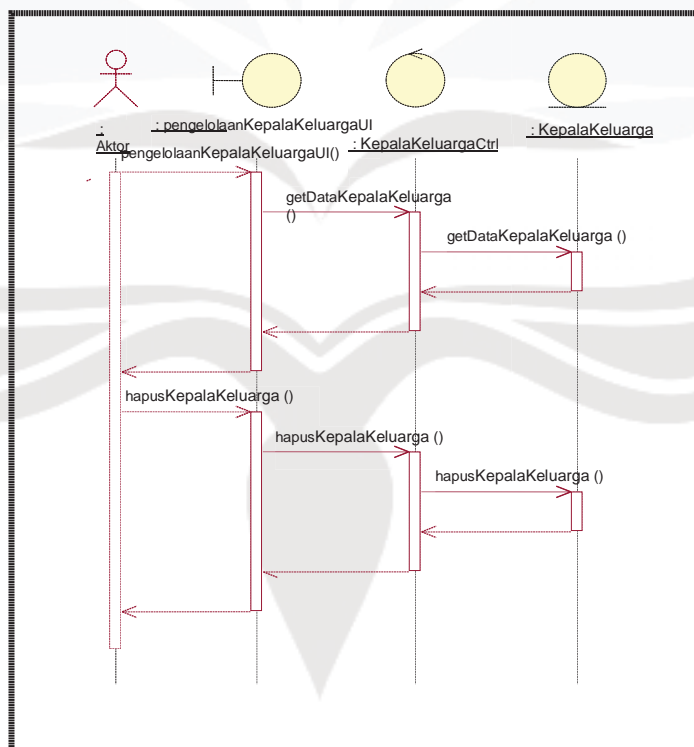 :
Aktor
: pengelolaanKepalaKeluargaUI
: KepalaKeluargaCtrl
: KepalaKeluarga
pengelolaanKepalaKeluargaUI()
getDataKepalaKeluarga
()
getDataKepalaKeluarga ()
hapusKepalaKeluarga ()
hapusKepalaKeluarga ()
hapusKepalaKeluarga ()